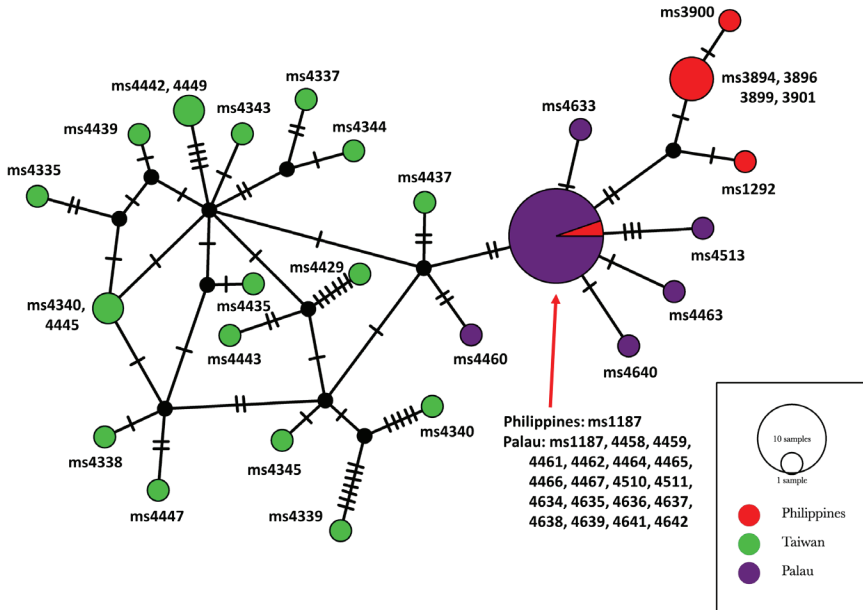 ms3900
ms3894, 3896
3899, 3901
ms4442, 4449
ms4337
ms4633
ms4439
ms4343
ms4344
ms4335
ms1292
ms4437
ms4513
ms4429
ms4340,
4445
ms4435
ms4463
ms4443
ms4460
ms4640
Philippines: ms1187
Palau: ms1187, 4458, 4459,
4461, 4462, 4464, 4465,
4466, 4467, 4510, 4511,
4634, 4635, 4636, 4637,
4638, 4639, 4641, 4642
ms4340
ms4338
ms4345
ms4447
ms4339
10 samples
1 sample
Philippines
Taiwan
Palau